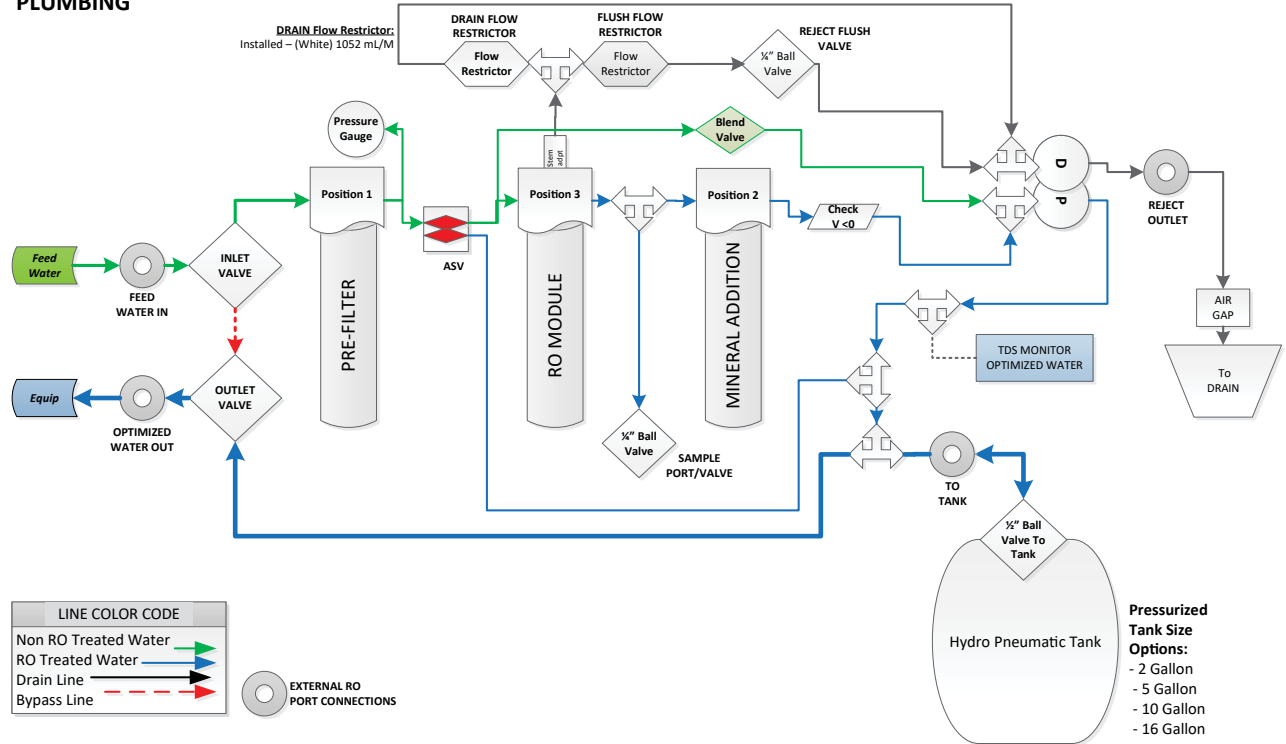 PLUMBING
DRAIN Flow Restrictor:
Installed – (White) 1052 mL/M
DRAIN FLOW
RESTRICTOR
FLUSH FLOW
RESTRICTOR
REJECT FLUSH
VALVE
Flow
Restrictor
Flow
Restrictor
¼” Ball
Valve
Pressure
Gauge
Stem
adpt
Blend
Valve
Position 1
Position 3
Position 2
Check
V <0
D
P
REJECT
OUTLET
ASV
Feed
Water
FEED
WATER IN
INLET
VALVE
PRE-FILTER
RO MODULE
MINERAL ADDITION
AIR
GAP
To
DRAIN
TDS MONITOR
OPTIMIZED WATER
Equip
OPTIMIZED
WATER OUT
OUTLET
VALVE
¼” Ball
Valve
SAMPLE
PORT/VALVE
TO
TANK
½” Ball
Valve To
Tank
Hydro Pneumatic Tank
Pressurized
Tank Size
Options:
- 2 Gallon
- 5 Gallon
- 10 Gallon
- 16 Gallon
LINE COLOR CODE
Non RO Treated Water
RO Treated Water
Drain Line
Bypass Line
EXTERNAL RO
PORT CONNECTIONS